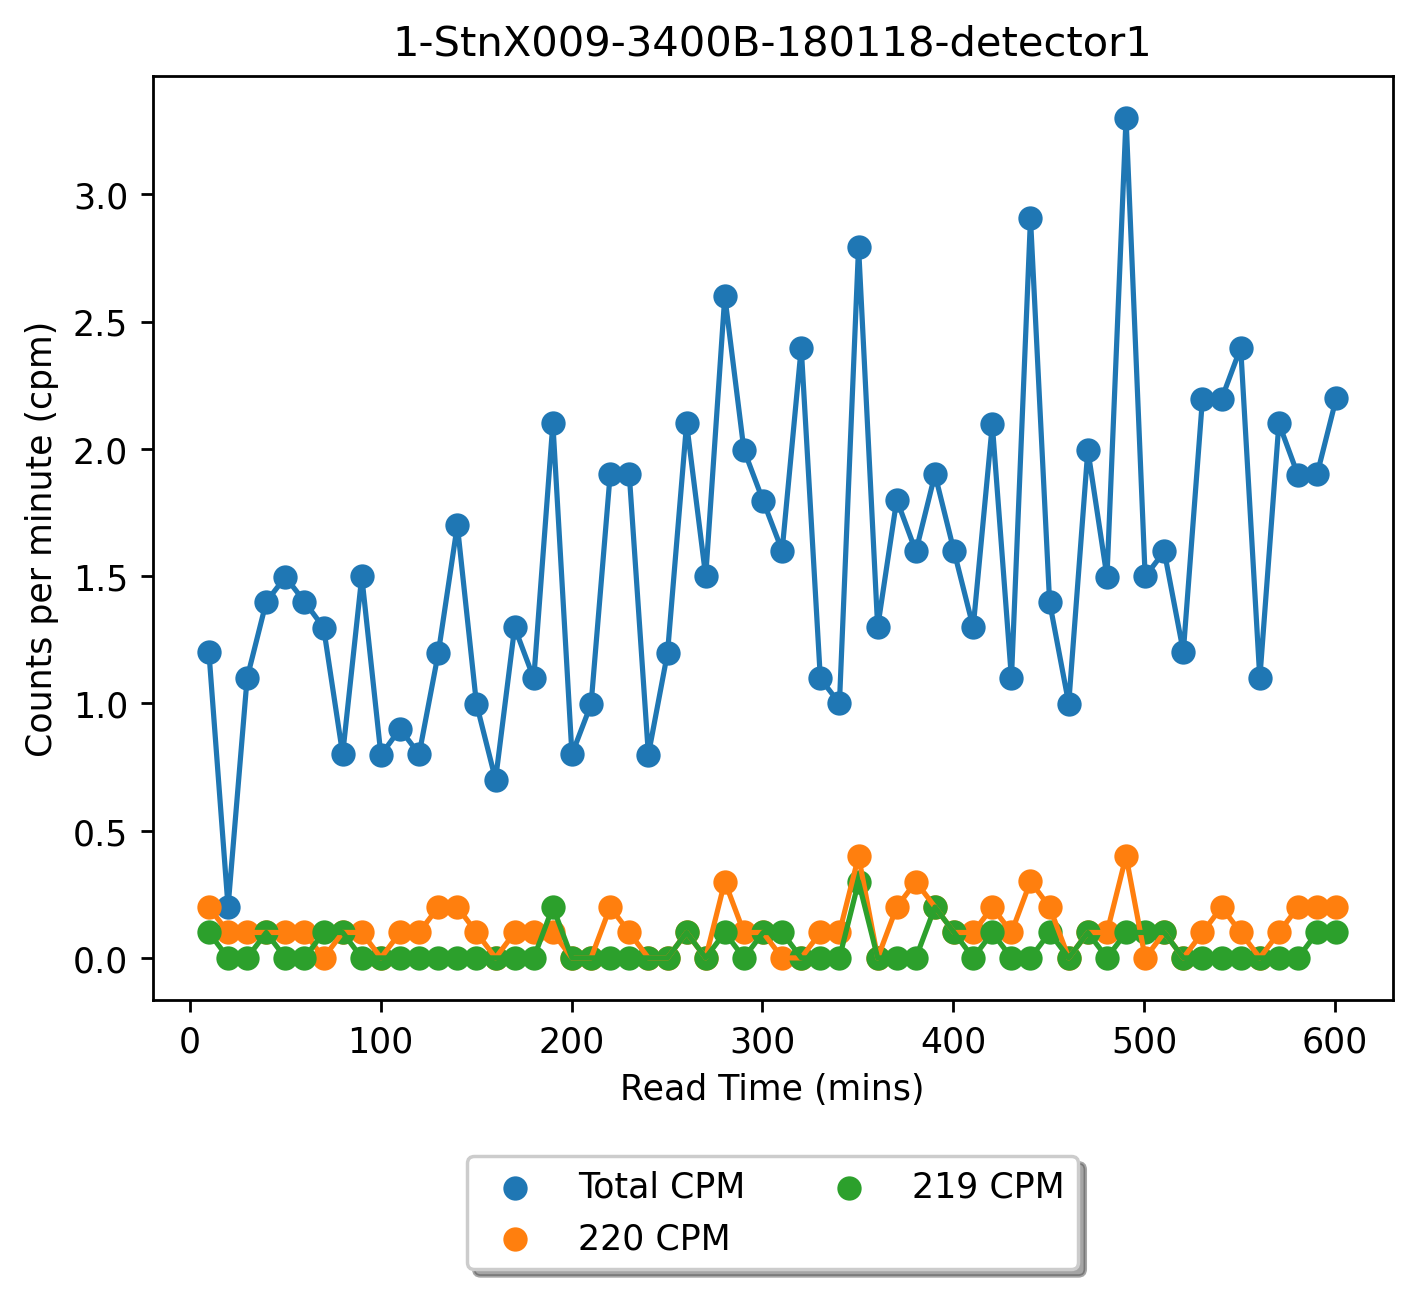 1-StnX009-3400B-180118-detector1
Counts per minute (cpm)
3.0
2.5
2.0
1.5
1.0
0.5
0.0
0 100 200 300 400 500 600
Read Time (mins)
Total CPM 219 CPM
220 CPM